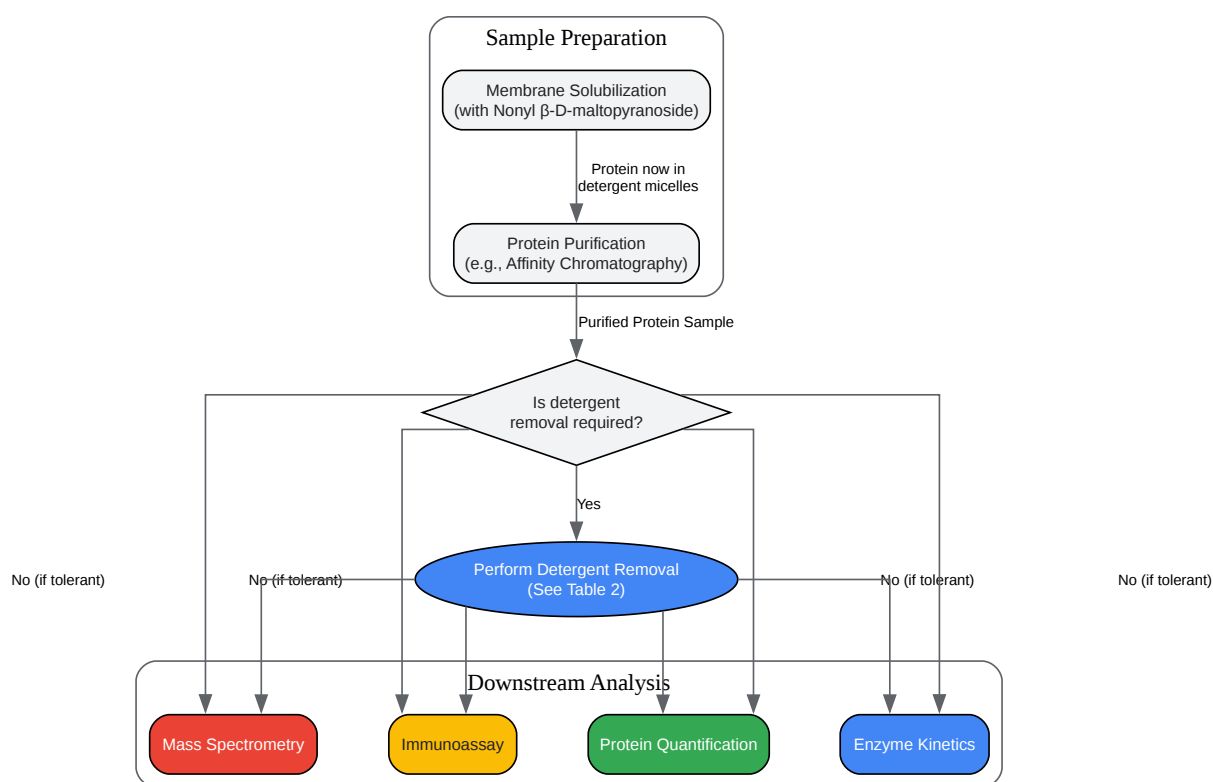 Sample Preparation
Membrane Solubilization
(with Nonyl β-D-maltopyranoside)
Protein now in
detergent micelles
Protein Purification
(e.g., Affinity Chromatography)
Purified Protein Sample
Is detergent
removal required?
Yes
Perform Detergent Removal
(See Table 2)
No (if tolerant)
No (if tolerant)
No (if tolerant)
No (if tolerant)
Downstream Analysis
Mass Spectrometry
Immunoassay
Protein Quantification
Enzyme Kinetics